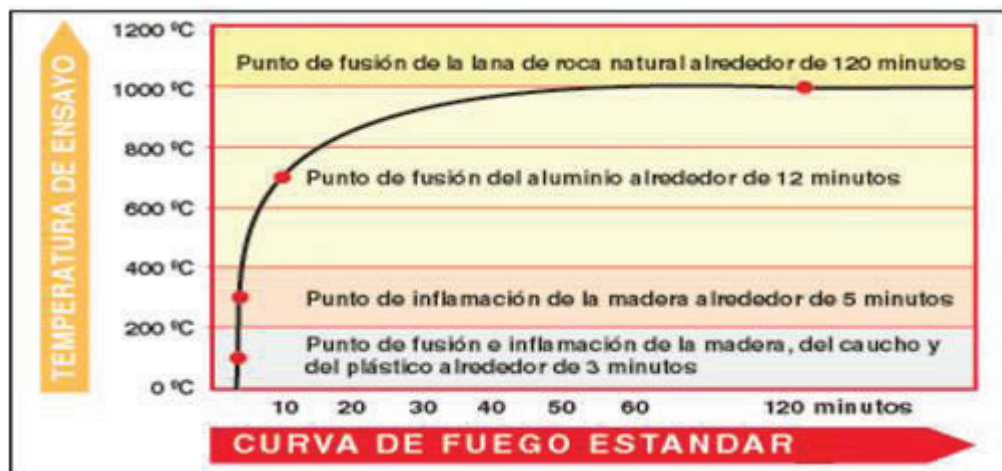 TEMPERATURA DE ENSAYO
1200 ºC
1000 ºC
800 ºC
600 ºC
400 ºC
200 ºC
0 ºC
Punto de fusión de la lana de roca natural alrededor de 120 minutos
Punto de fusión del aluminio alrededor de 12 minutos
Punto de inflamación de la madera alrededor de 5 minutos
Punto de fusión e inflamación de la madera, del caucho y
del plástico alrededor de 3 minutos
10 20 30 40 50 60 120 minutos
CURVA DE FUEGO ESTANDAR